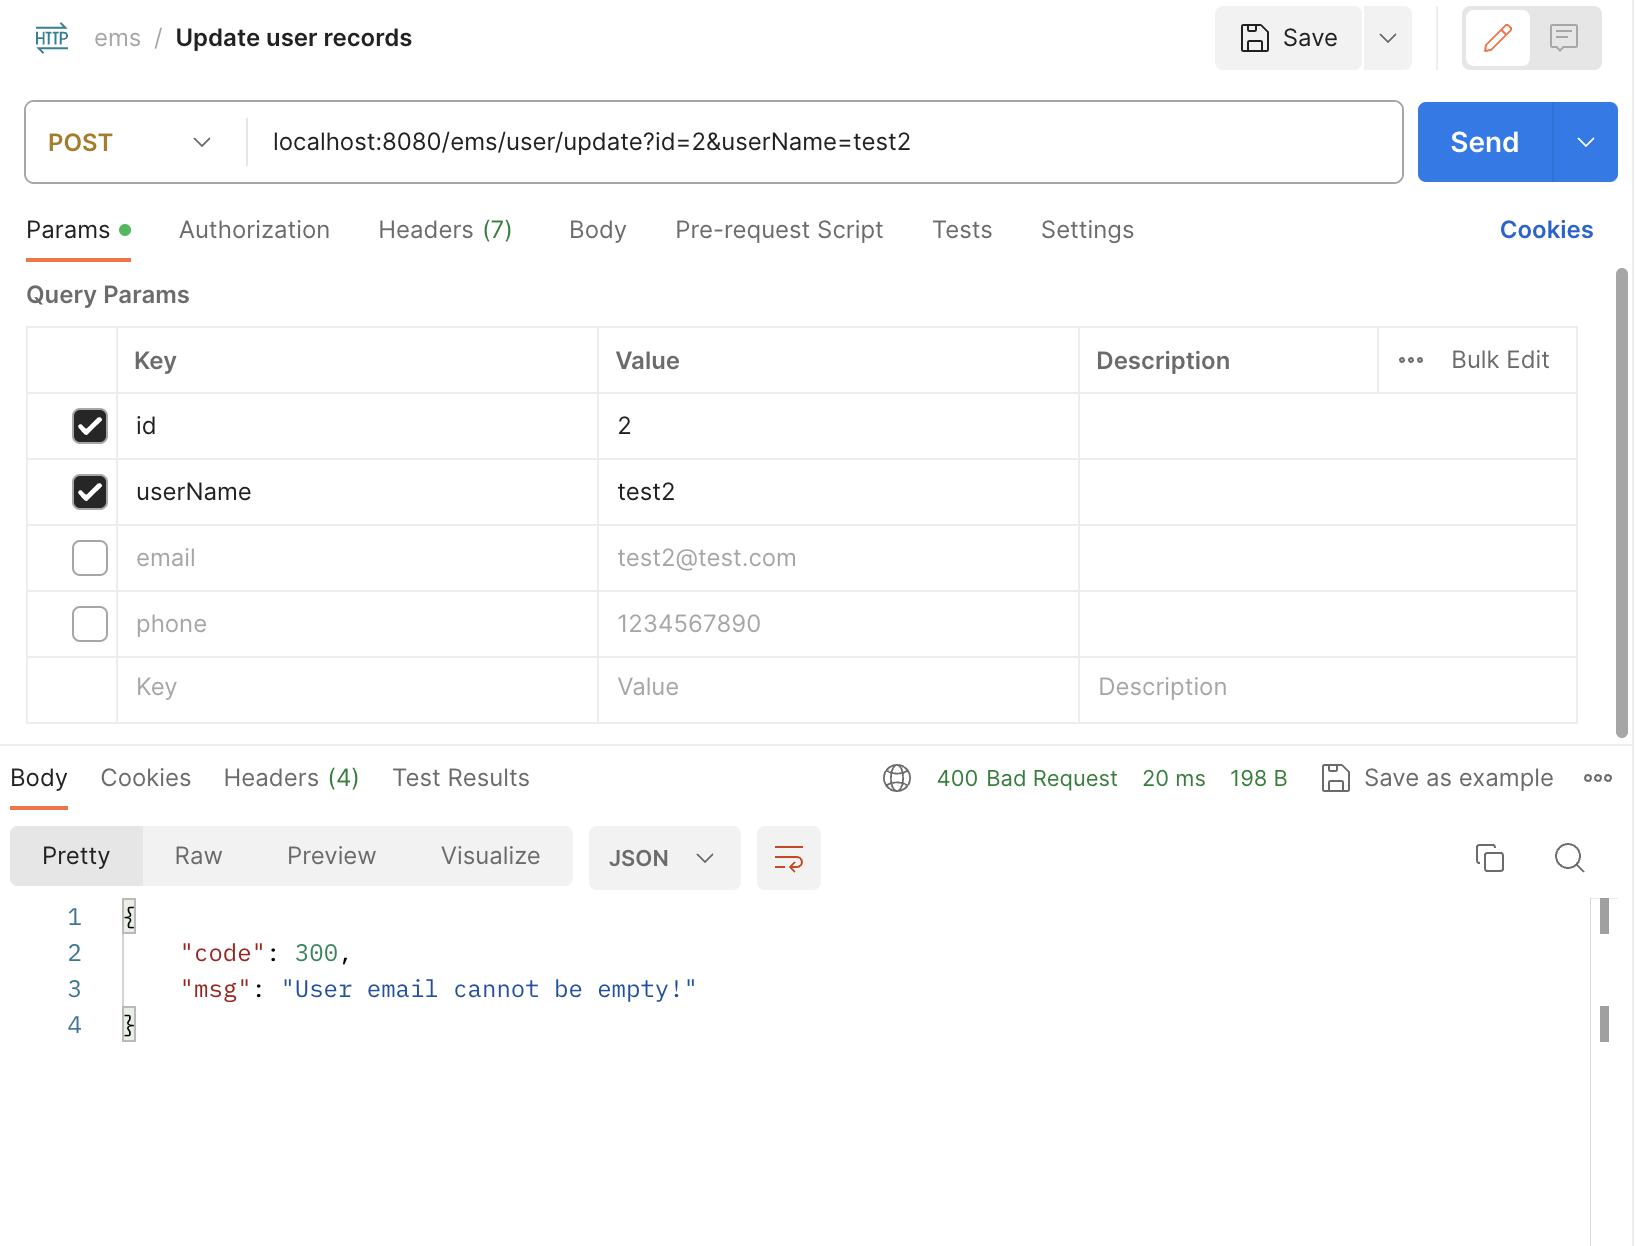 HTTP ems / Update user records Save
POST localhost:8080/ems/user/update?id=2&userName=test2 Send
Params Authorization Headers (7) Body Pre-request Script Tests Settings Cookies
Query Params
Key Value Description Bulk Edit
id 2
userName test2
email test2@test.com
phone 1234567890
Key Value Description
Body Cookies Headers (4) Test Results 400 Bad Request 20 ms 198 B Save as example
Pretty Raw Preview Visualize JSON
1 {
2 "code": 300,
3 "msg": "User email cannot be empty!"
4 }